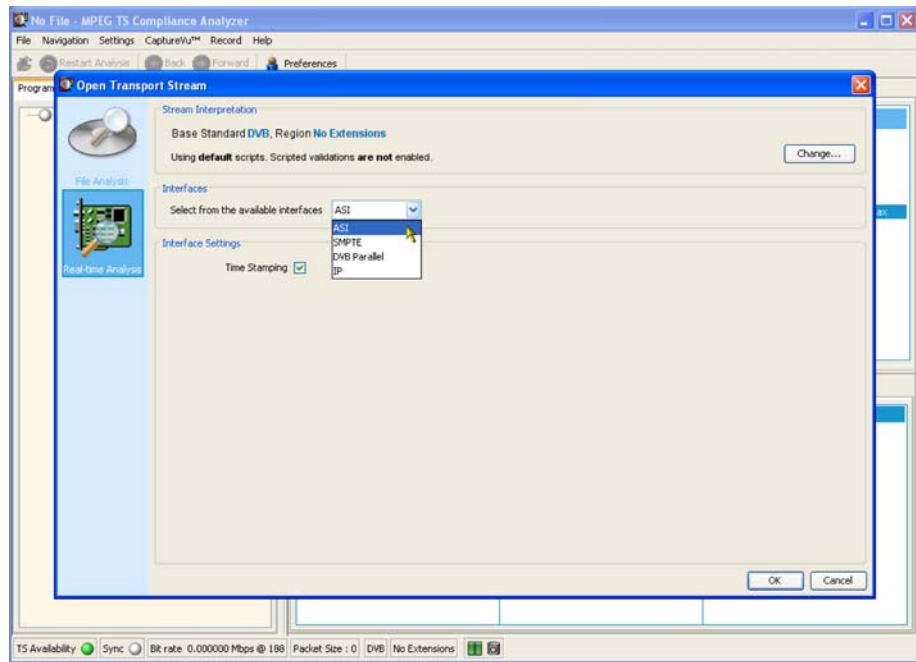 No File - MPEG TS Compliance Analyzer
File Navigation Settings CaptureVu™ Record Help
Restart Analysis Back Forward Preferences
Program
Open Transport Stream
Stream Interpretation
Base Standard DVB, Region No Extensions
Using default scripts. Scripted validations are not enabled.
Change...
File Analysis
Interfaces
Select from the available interfaces ASI
ASI
SMPTE
DVB Parallel
IP
ax
Interface Settings
Time Stamping
Real-time Analysis
OK Cancel
TS Availability Sync Bit rate 0.000000 Mbps @ 188 Packet Size : 0 DVB No Extensions